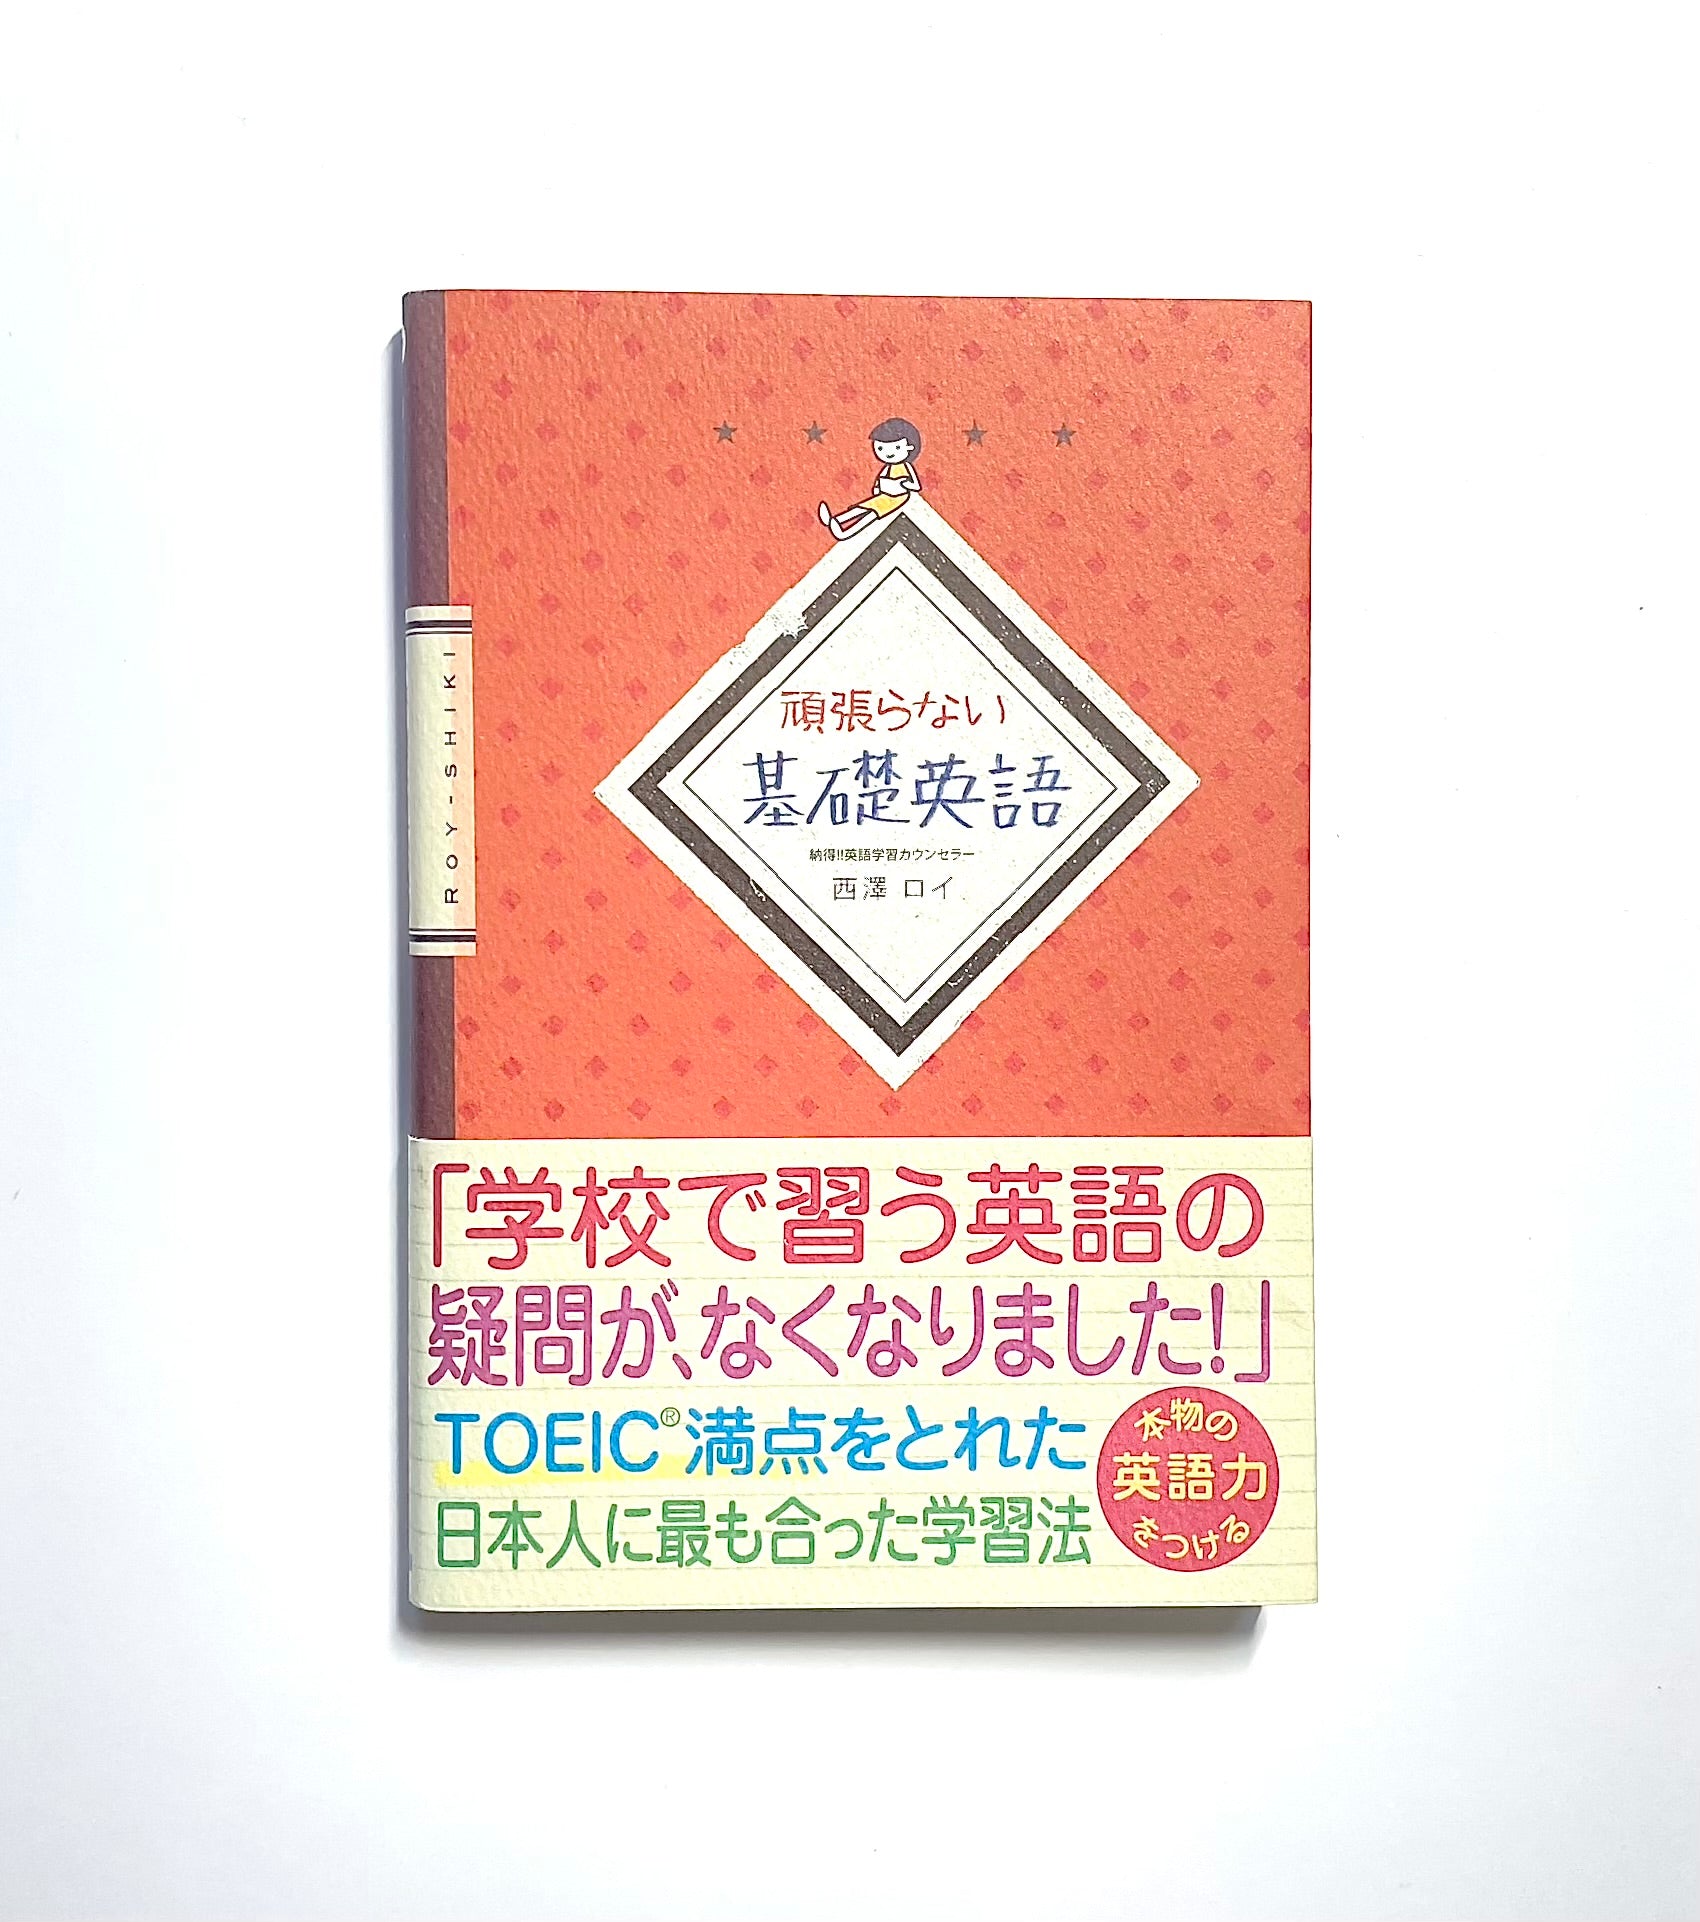 ROY-SHIKI
頑張らない
基礎英語
納得!!英語学習カウンセラー
西澤 ロイ
「学校で習う英語の
疑問が、なくなりました!」
TOEIC®満点をとれた
日本人に最も合った学習法
本物の
英語力
をつける